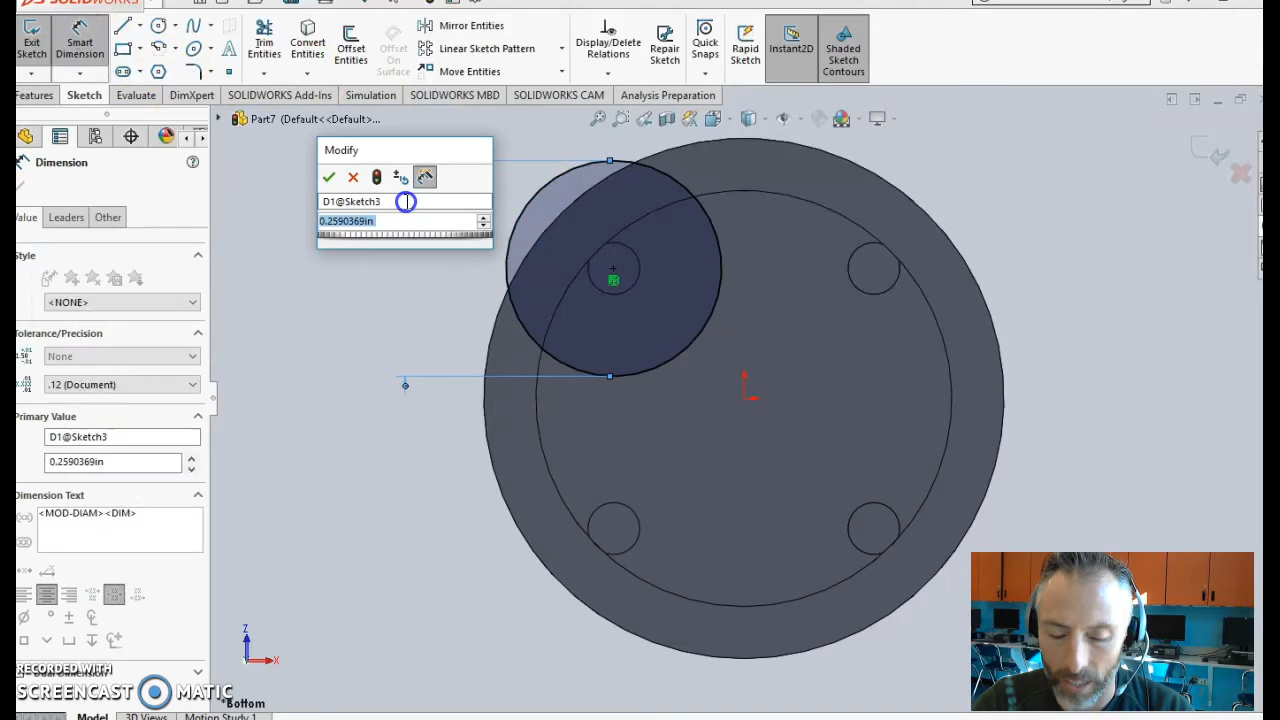 SOLIDWORKS
Exit Sketch
Smart Dimension
Trim Entities
Convert Entities
Offset Entities
Offset On Surface
Mirror Entities
Linear Sketch Pattern
Move Entities
Display/Delete Relations
Repair Sketch
Quick Snaps
Rapid Sketch
Instant2D
Shaded Sketch Contours
Features
Sketch
Evaluate
DimXpert
SOLIDWORKS Add-Ins
Simulation
SOLIDWORKS MBD
SOLIDWORKS CAM
Analysis Preparation
Part7 (Default<<Default>...
Dimension
Value
Leaders
Other
Style
<NONE>
Tolerance/Precision
None
.12 (Document)
Primary Value
D1@Sketch3
0.2590369in
Dimension Text
<MOD-DIAM><DIM>
Modify
D1@Sketch3
0.2590369in
Z
X
RECORDED WITH
SCREENCAST MATIC
*Bottom
Model
3D Views
Motion Study 1